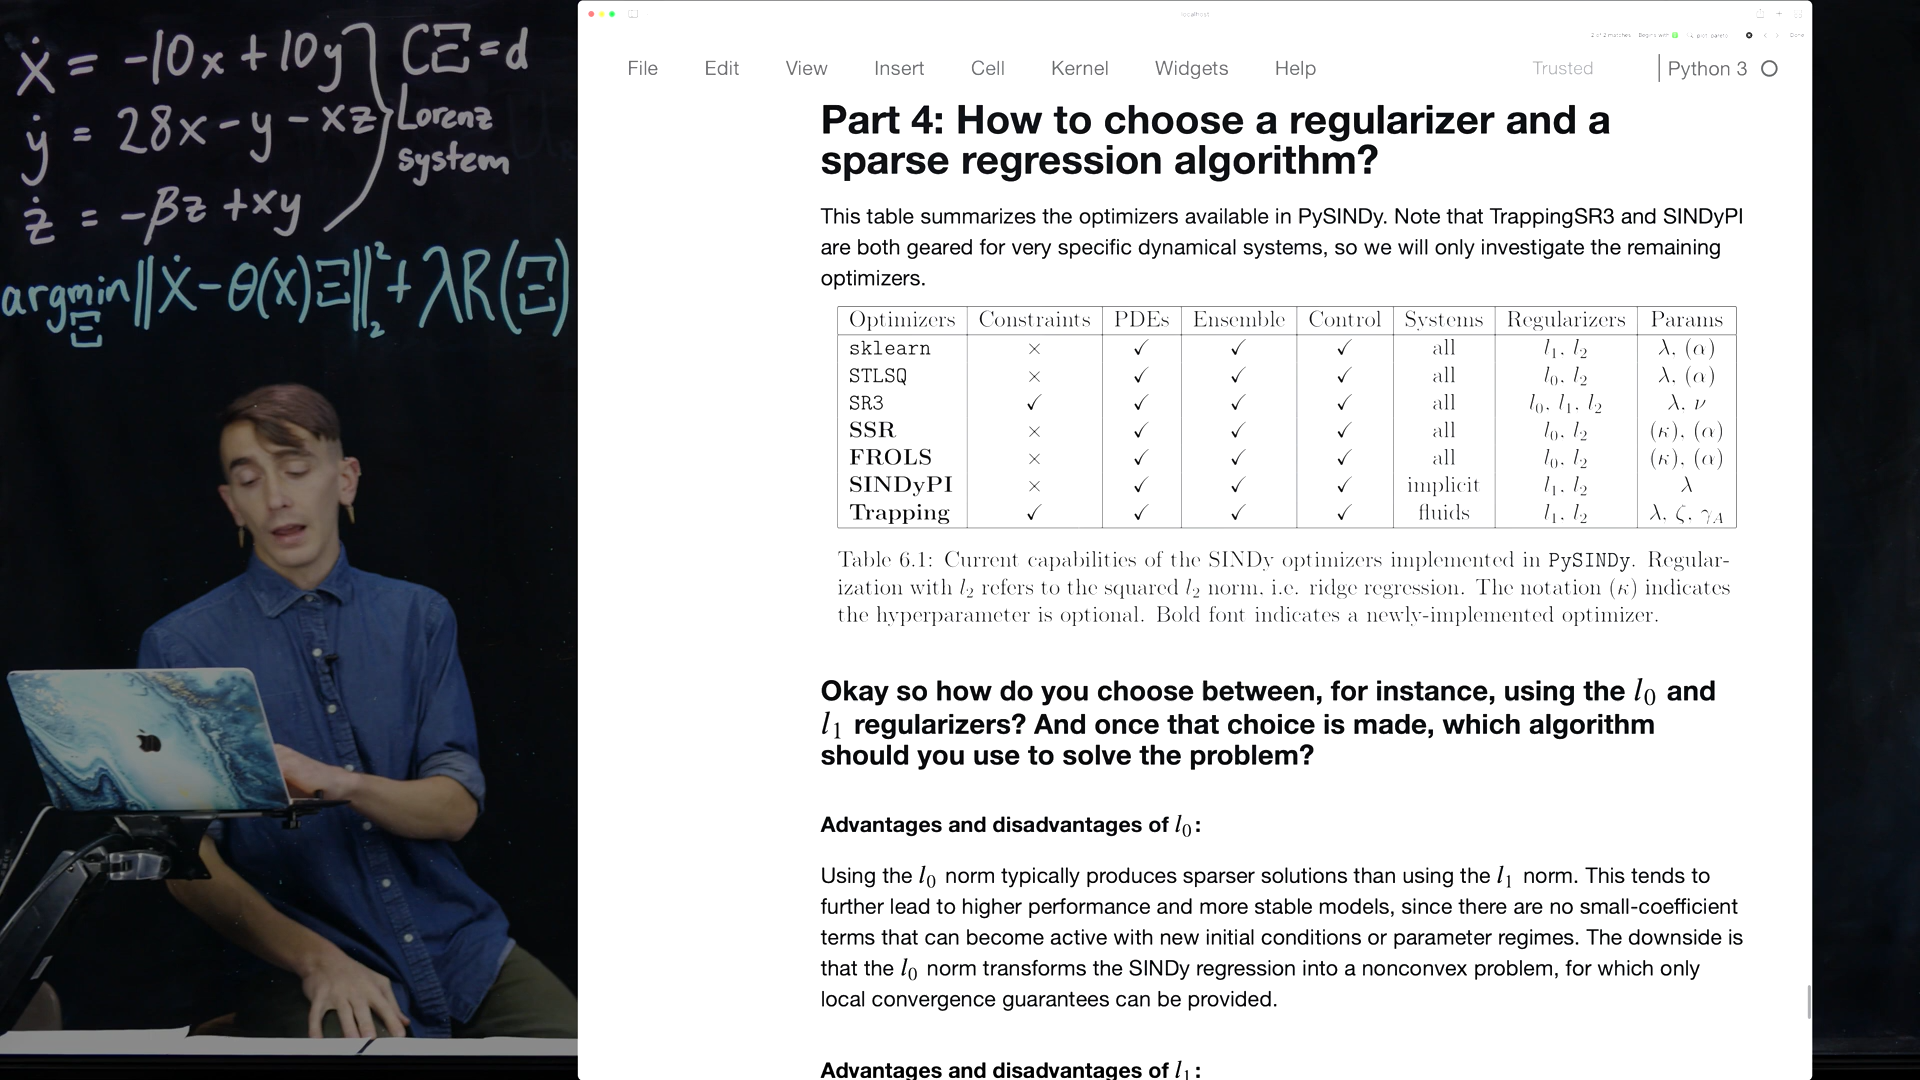 ẋ = -10x + 10y
ẏ = 28x - y - xz
ż = -βz + xy
CΞ = d
Lorenz
system
argmin ‖Ẋ - θ(X)Ξ‖₂² + λR(Ξ)
Ξ
localhost
2 of 2 matches Begins with Done
File Edit View Insert Cell Kernel Widgets Help Trusted Python 3
Part 4: How to choose a regularizer and a
sparse regression algorithm?
This table summarizes the optimizers available in PySINDy. Note that TrappingSR3 and SINDyPI
are both geared for very specific dynamical systems, so we will only investigate the remaining
optimizers.
Optimizers Constraints PDEs Ensemble Control Systems Regularizers Params
sklearn × ✓ ✓ ✓ all l₁, l₂ λ, (α)
STLSQ × ✓ ✓ ✓ all l₀, l₂ λ, (α)
SR3 ✓ ✓ ✓ ✓ all l₀, l₁, l₂ λ, ν
SSR × ✓ ✓ ✓ all l₀, l₂ (κ), (α)
FROLS × ✓ ✓ ✓ all l₀, l₂ (κ), (α)
SINDyPI × ✓ ✓ ✓ implicit l₁, l₂ λ
Trapping ✓ ✓ ✓ ✓ fluids l₁, l₂ λ, ζ, γ_A
Table 6.1: Current capabilities of the SINDy optimizers implemented in PySINDy. Regular-
ization with l₂ refers to the squared l₂ norm, i.e. ridge regression. The notation (κ) indicates
the hyperparameter is optional. Bold font indicates a newly-implemented optimizer.
Okay so how do you choose between, for instance, using the l₀ and
l₁ regularizers? And once that choice is made, which algorithm
should you use to solve the problem?
Advantages and disadvantages of l₀:
Using the l₀ norm typically produces sparser solutions than using the l₁ norm. This tends to
further lead to higher performance and more stable models, since there are no small-coefficient
terms that can become active with new initial conditions or parameter regimes. The downside is
that the l₀ norm transforms the SINDy regression into a nonconvex problem, for which only
local convergence guarantees can be provided.
Advantages and disadvantages of l₁: